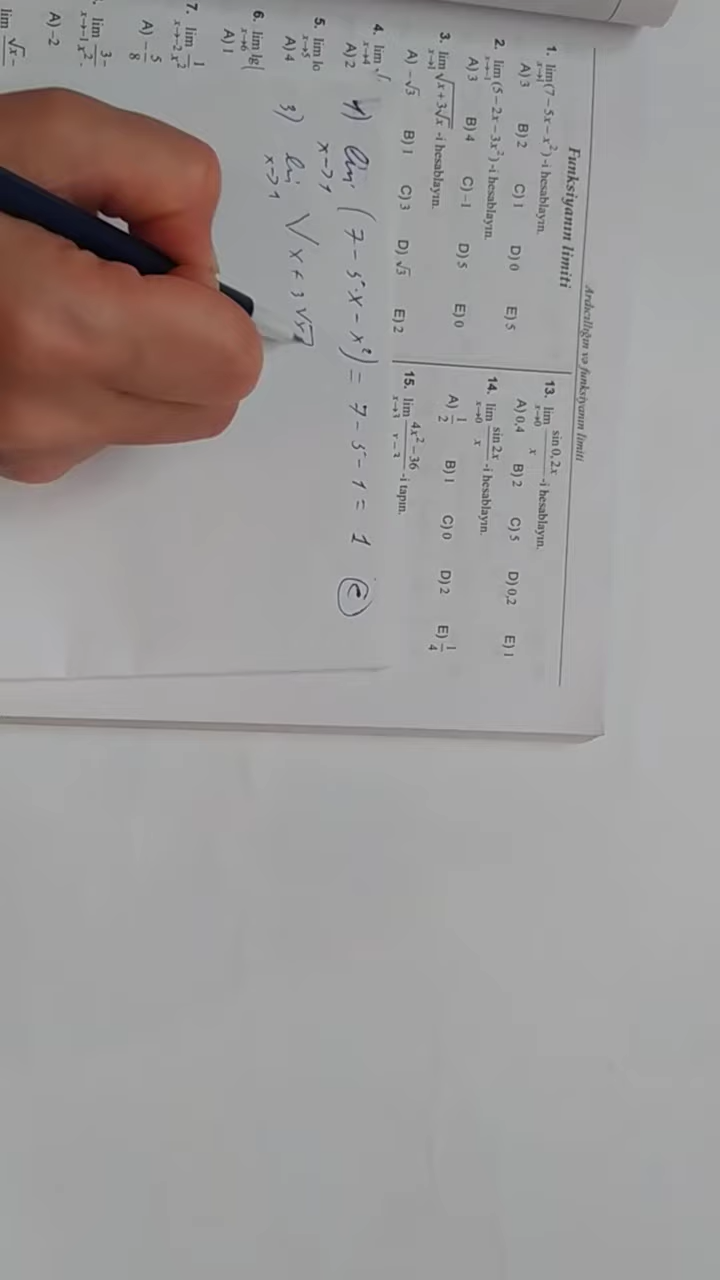 Ardıcıllığın və funksiyanın limiti
Funksiyanın limiti
1. lim(7 − 5x − x²) -i hesablayın.
x→1
A) 3 B) 2 C) 1 D) 0 E) 5
2. lim (5 − 2x − 3x²) -i hesablayın.
x→−1
A) 3 B) 4 C) −1 D) 5 E) 0
3. lim √(x + 3√x) -i hesablayın.
x→1
A) −√3 B) 1 C) 3 D) √3 E) 2
4. lim √
x→4
A) 2
5. lim lo
x→5
A) 4
6. lim lg(
x→6
A) 1
7. lim 1/x²
x→−2
A) −5/8
lim 3−/x²
x→−1
A) −2
lim √x−
13. lim sin 0,2x / x -i hesablayın.
x→0
A) 0,4 B) 2 C) 5 D) 0,2 E) 1
14. lim sin 2x / x -i hesablayın.
x→0
A) 1/2 B) 1 C) 0 D) 2 E) 1/4
15. lim 4x² − 36 / x − 3 -i tapın.
x→3
1) lim (7 − 5·x − x²) = 7 − 5 − 1 = 1 C
x→1
3) lim √(x + 3√x)
x→1